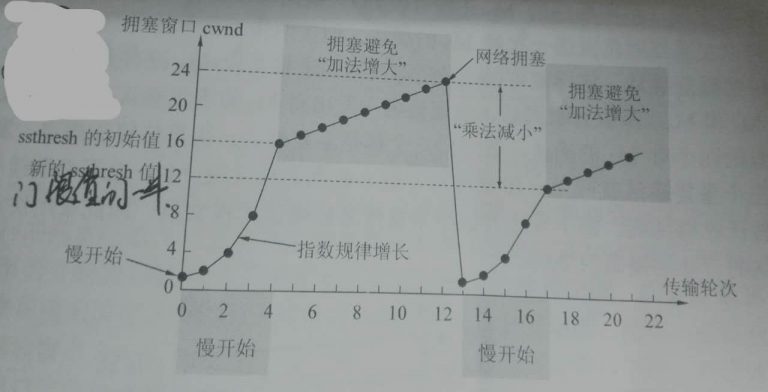 拥塞窗口 cwnd
拥塞避免
“加法增大”
网络拥塞
24
拥塞避免
“加法增大”
20
ssthresh 的初始值 16
“乘法减小”
新的 ssthresh 值 12
门限值的一半.
8
4
慢开始
指数规律增长
0
传输轮次
0 2 4 6 8 10 12 14 16 18 20 22
慢开始
慢开始